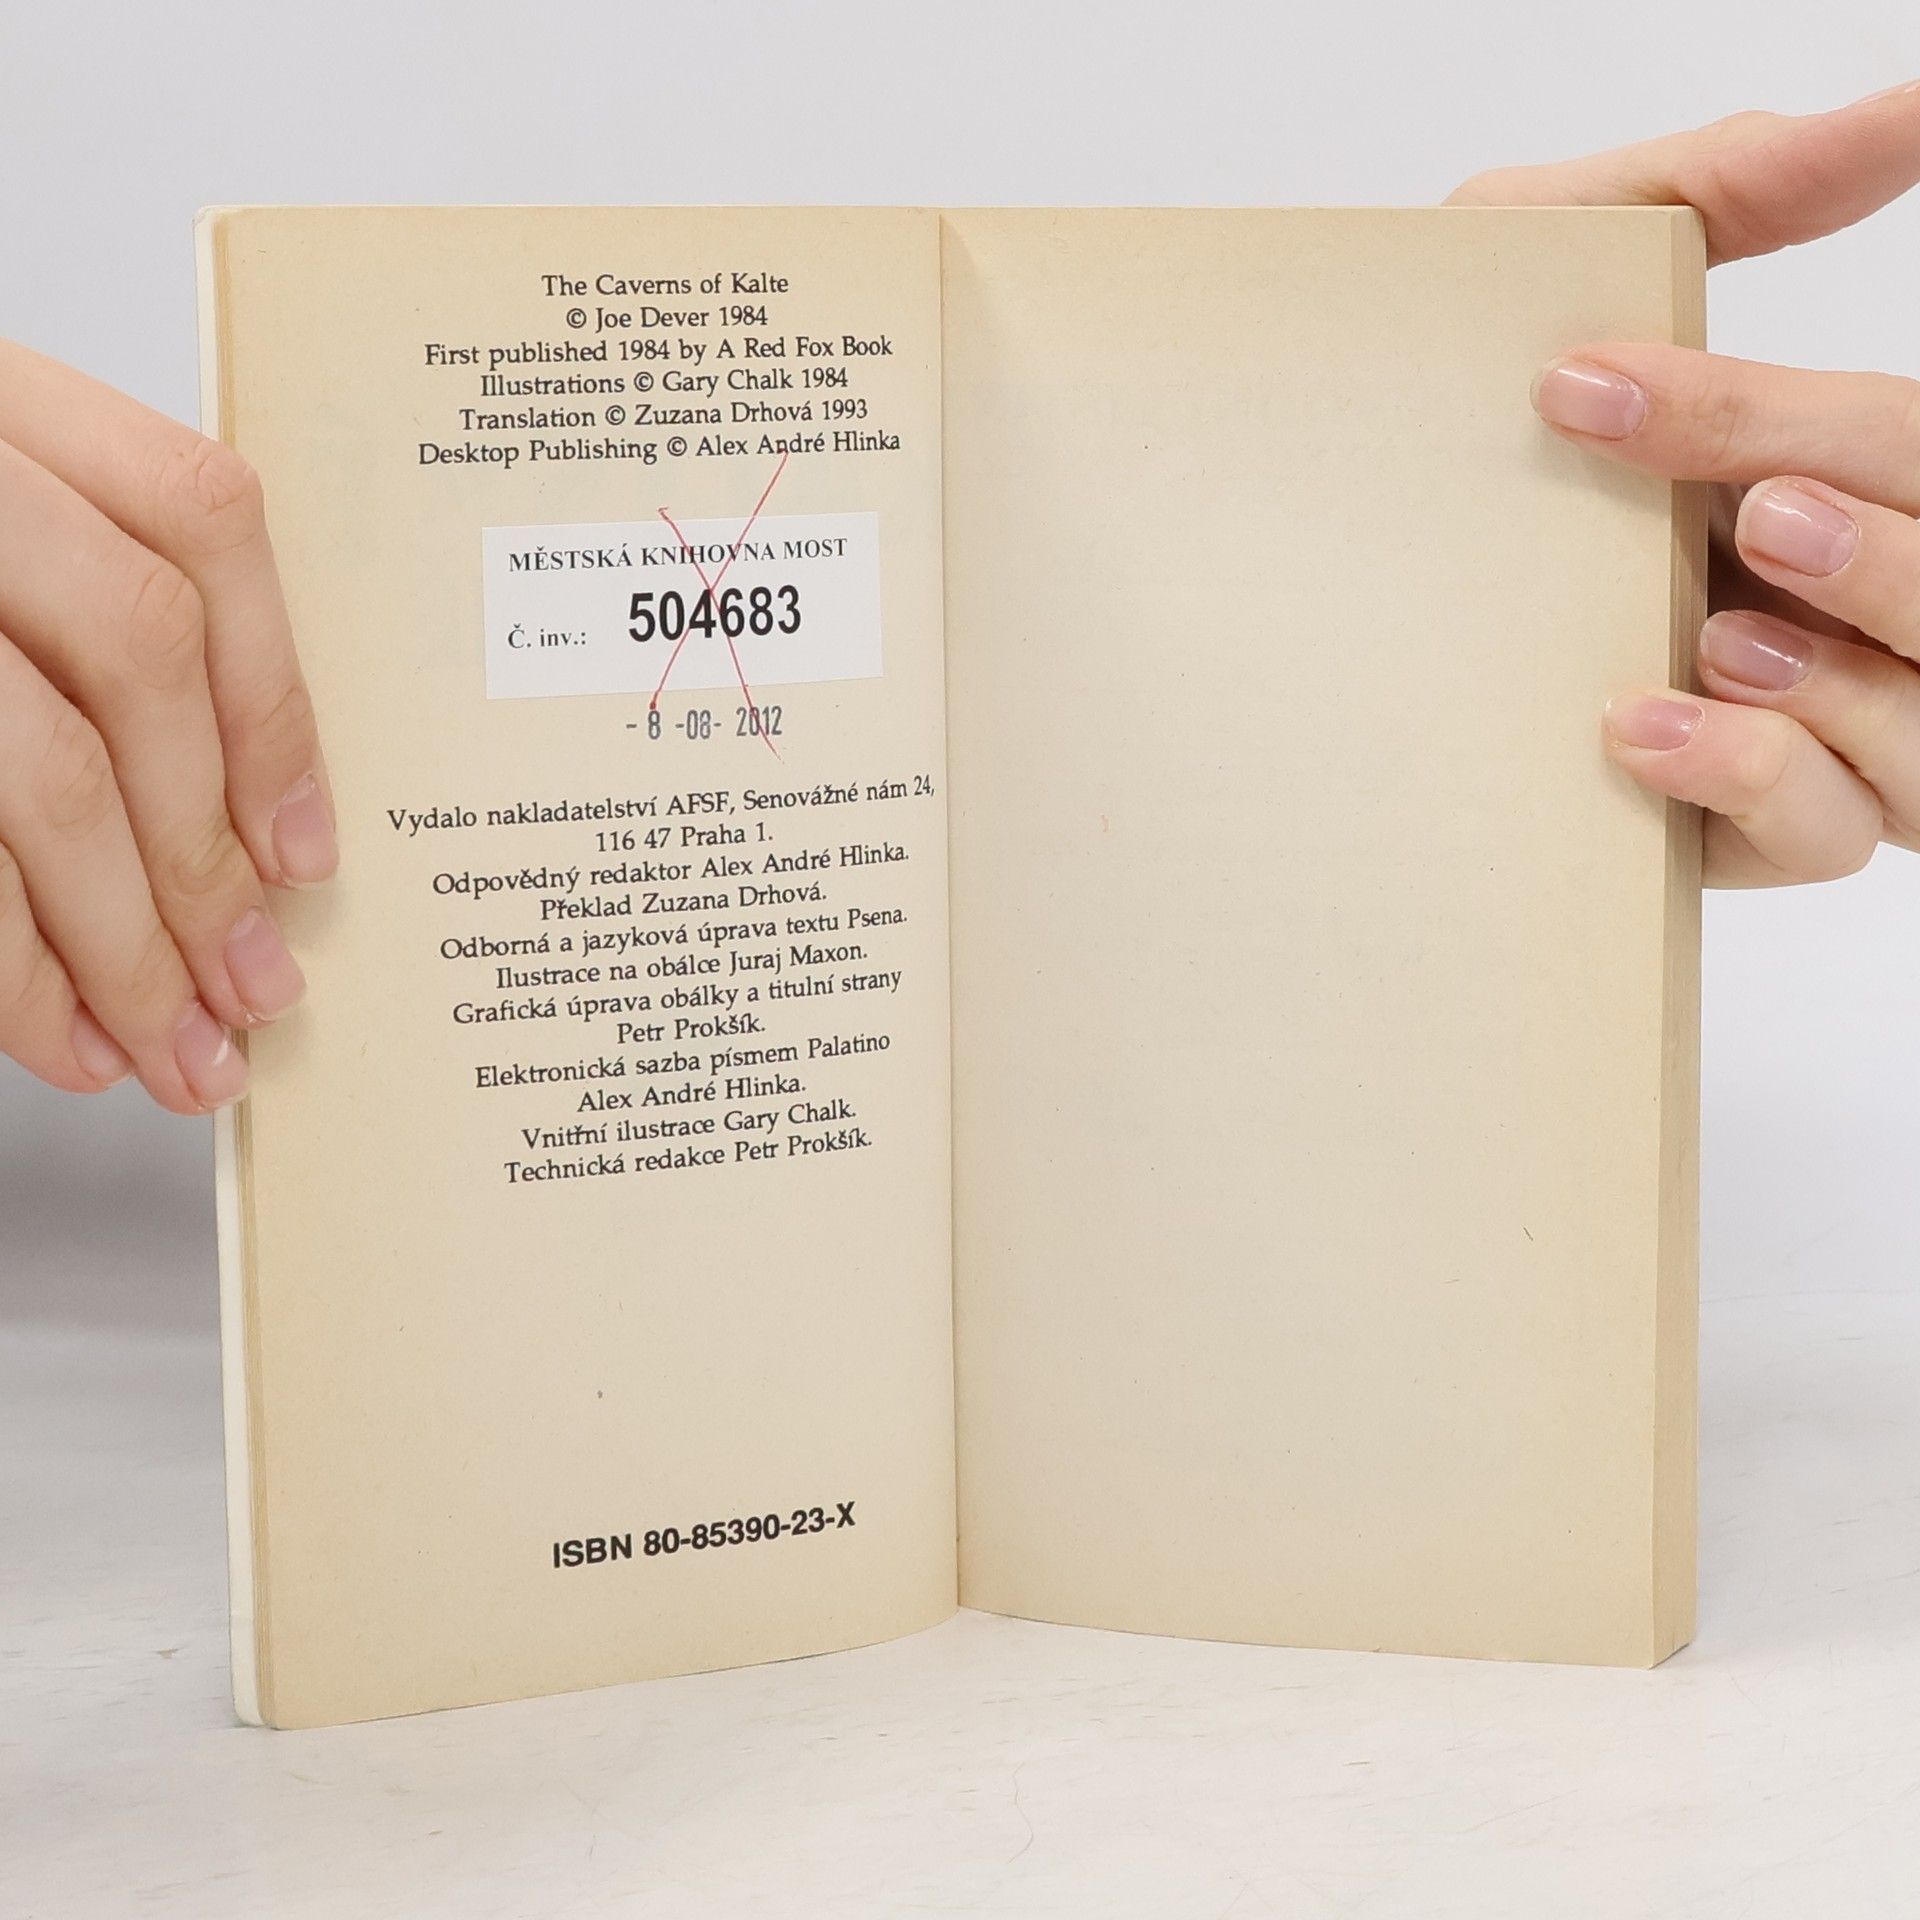 The Caverns of Kalte
© Joe Dever 1984
First published 1984 by A Red Fox Book
Illustrations © Gary Chalk 1984
Translation © Zuzana Drhová 1993
Desktop Publishing © Alex André Hlinka
MĚSTSKÁ KNIHOVNA MOST
Č. inv.: 504683
- 8 -08- 2012
Vydalo nakladatelství AFSF, Senovážné nám 24,
116 47 Praha 1.
Odpovědný redaktor Alex André Hlinka.
Překlad Zuzana Drhová.
Odborná a jazyková úprava textu Psena.
Ilustrace na obálce Juraj Maxon.
Grafická úprava obálky a titulní strany
Petr Prokšík.
Elektronická sazba písmem Palatino
Alex André Hlinka.
Vnitřní ilustrace Gary Chalk.
Technická redakce Petr Prokšík.
ISBN 80-85390-23-X